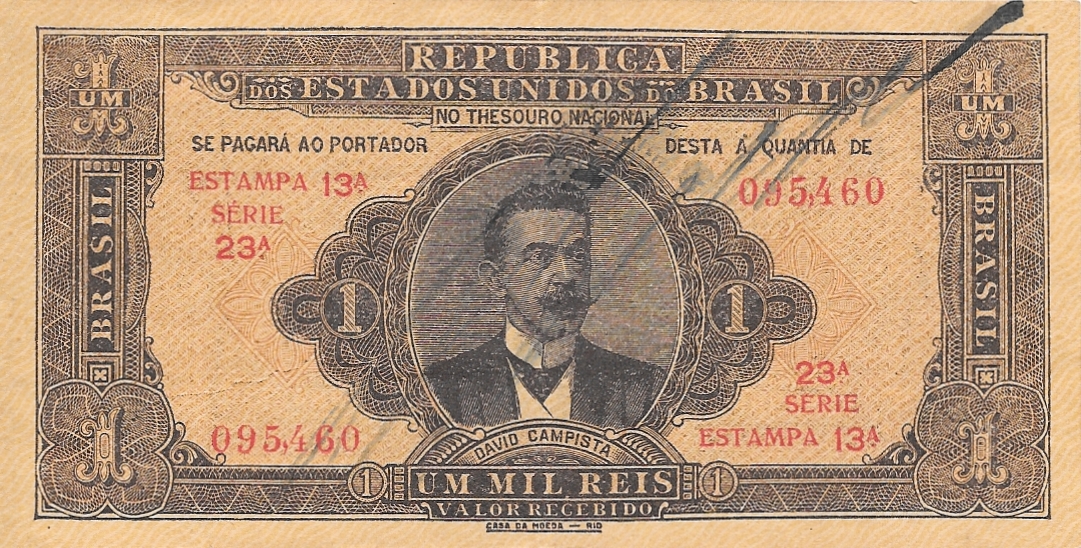 REPUBLICA
DOS ESTADOS UNIDOS DO BRASIL
NO THESOURO NACIONAL
SE PAGARÁ AO PORTADOR DESTA A QUANTIA DE
UM
UM
ESTAMPA 13A
SÉRIE
23A
095,460
BRASIL
BRASIL
1
1
23A
SÉRIE
ESTAMPA 13A
095,460
DAVID CAMPISTA
1
1
1
UM MIL REIS
1
VALOR RECEBIDO
CASA DA MOEDA — RIO